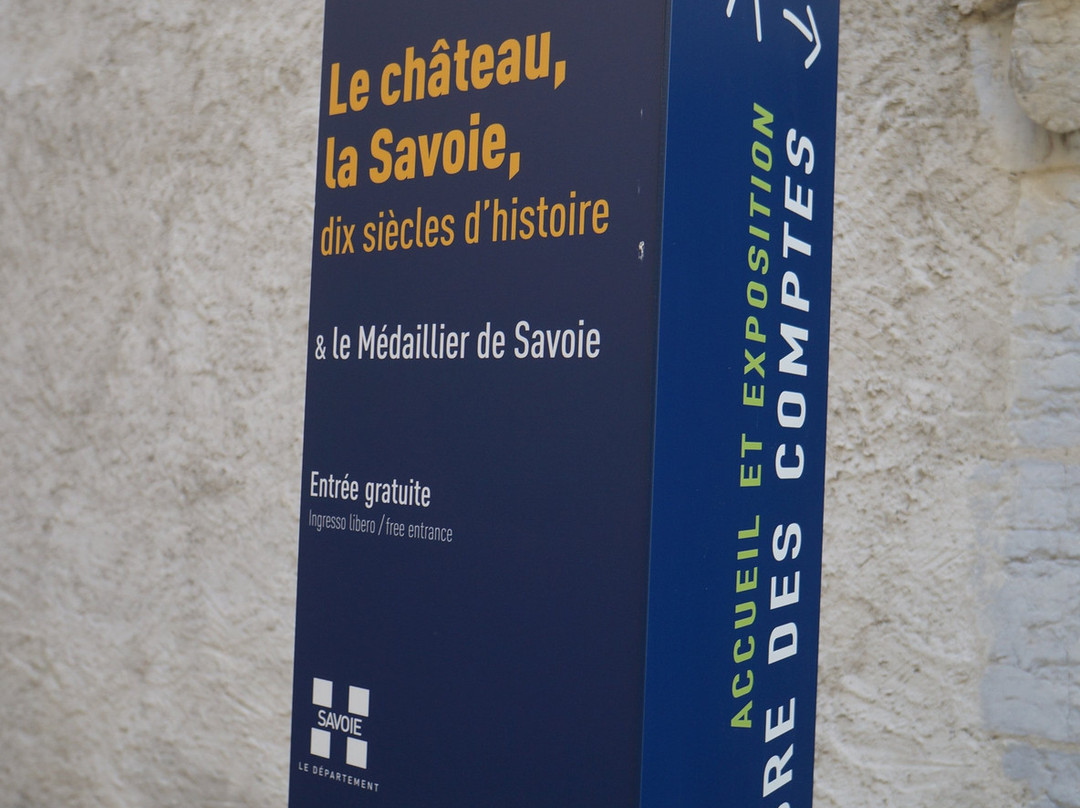 Le château,
la Savoie,
dix siècles d'histoire
& le Médaillier de Savoie
Entrée gratuite
Ingresso libero / free entrance
SAVOIE
LE DÉPARTEMENT
ACCUEIL ET EXPOSITION
BRE DES COMPTES